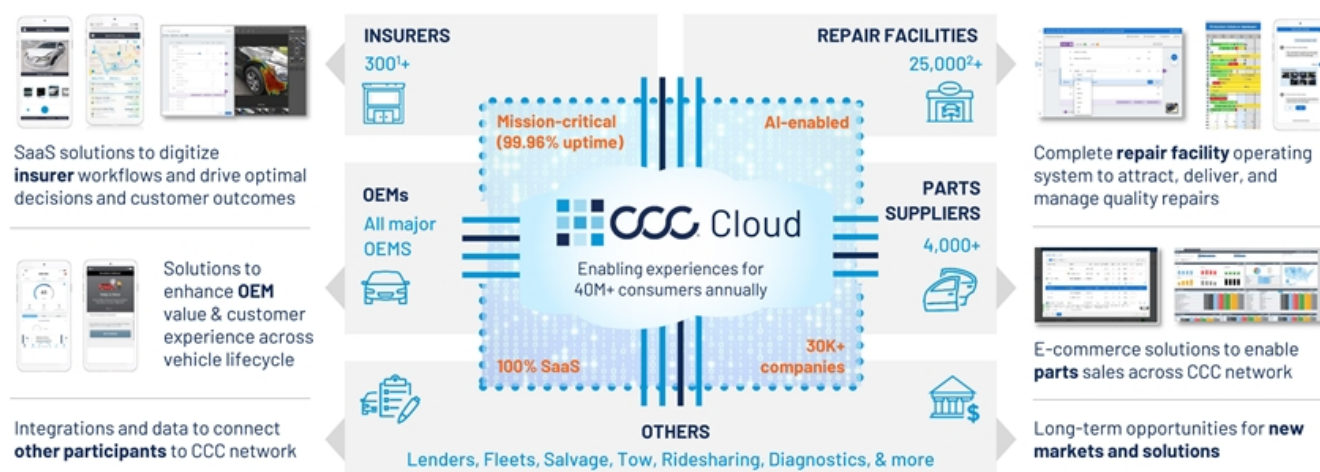 SaaS solutions to digitize
insurer workflows and drive optimal
decisions and customer outcomes
Solutions to
enhance OEM
value & customer
experience across
vehicle lifecycle
Integrations and data to connect
other participants to CCC network
INSURERS
300¹+
OEMs
All major
OEMS
Mission-critical
(99.96% uptime)
AI-enabled
CCC Cloud
Enabling experiences for
40M+ consumers annually
100% SaaS
30K+
companies
REPAIR FACILITIES
25,000²+
PARTS
SUPPLIERS
4,000+
OTHERS
Lenders, Fleets, Salvage, Tow, Ridesharing, Diagnostics, & more
Complete repair facility operating
system to attract, deliver, and
manage quality repairs
E-commerce solutions to enable
parts sales across CCC network
Long-term opportunities for new
markets and solutions